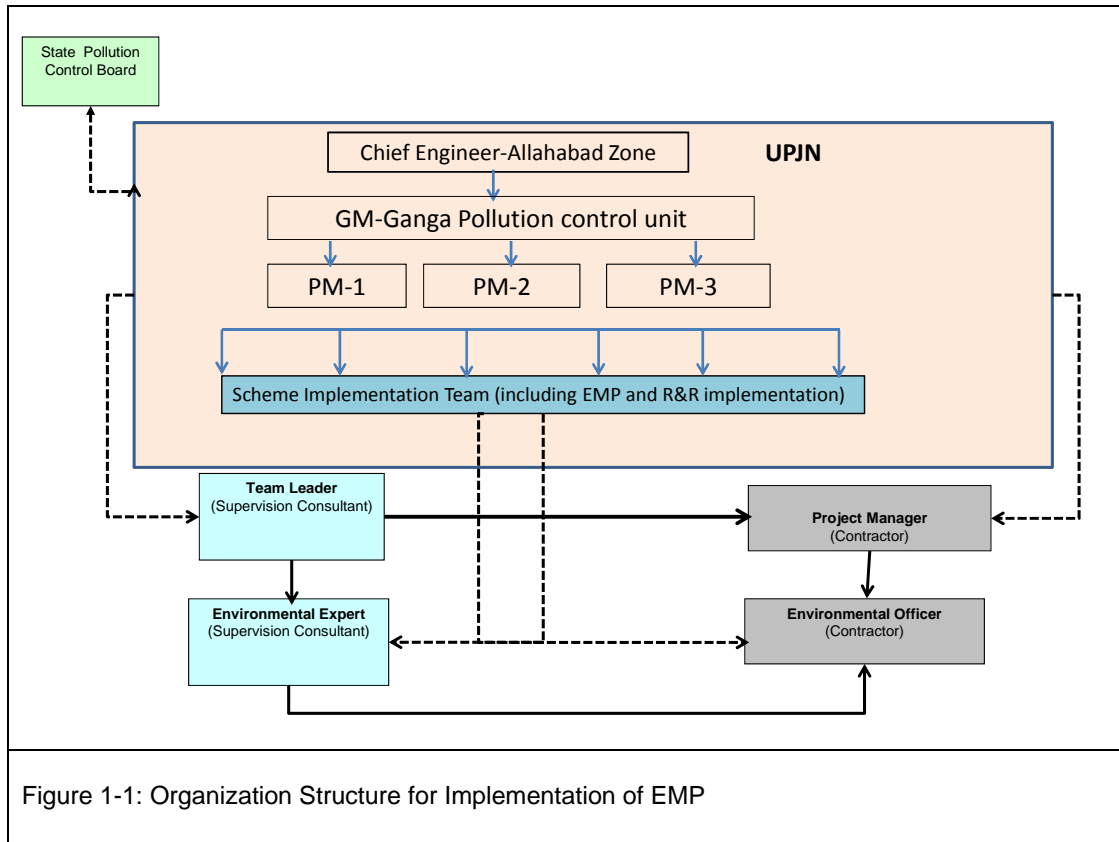 State Pollution
Control Board
Chief Engineer-Allahabad Zone
UPJN
GM-Ganga Pollution control unit
PM-1
PM-2
PM-3
Scheme Implementation Team (including EMP and R&R implementation)
Team Leader
(Supervision Consultant)
Project Manager
(Contractor)
Environmental Expert
(Supervision Consultant)
Environmental Officer
(Contractor)
Figure 1-1: Organization Structure for Implementation of EMP